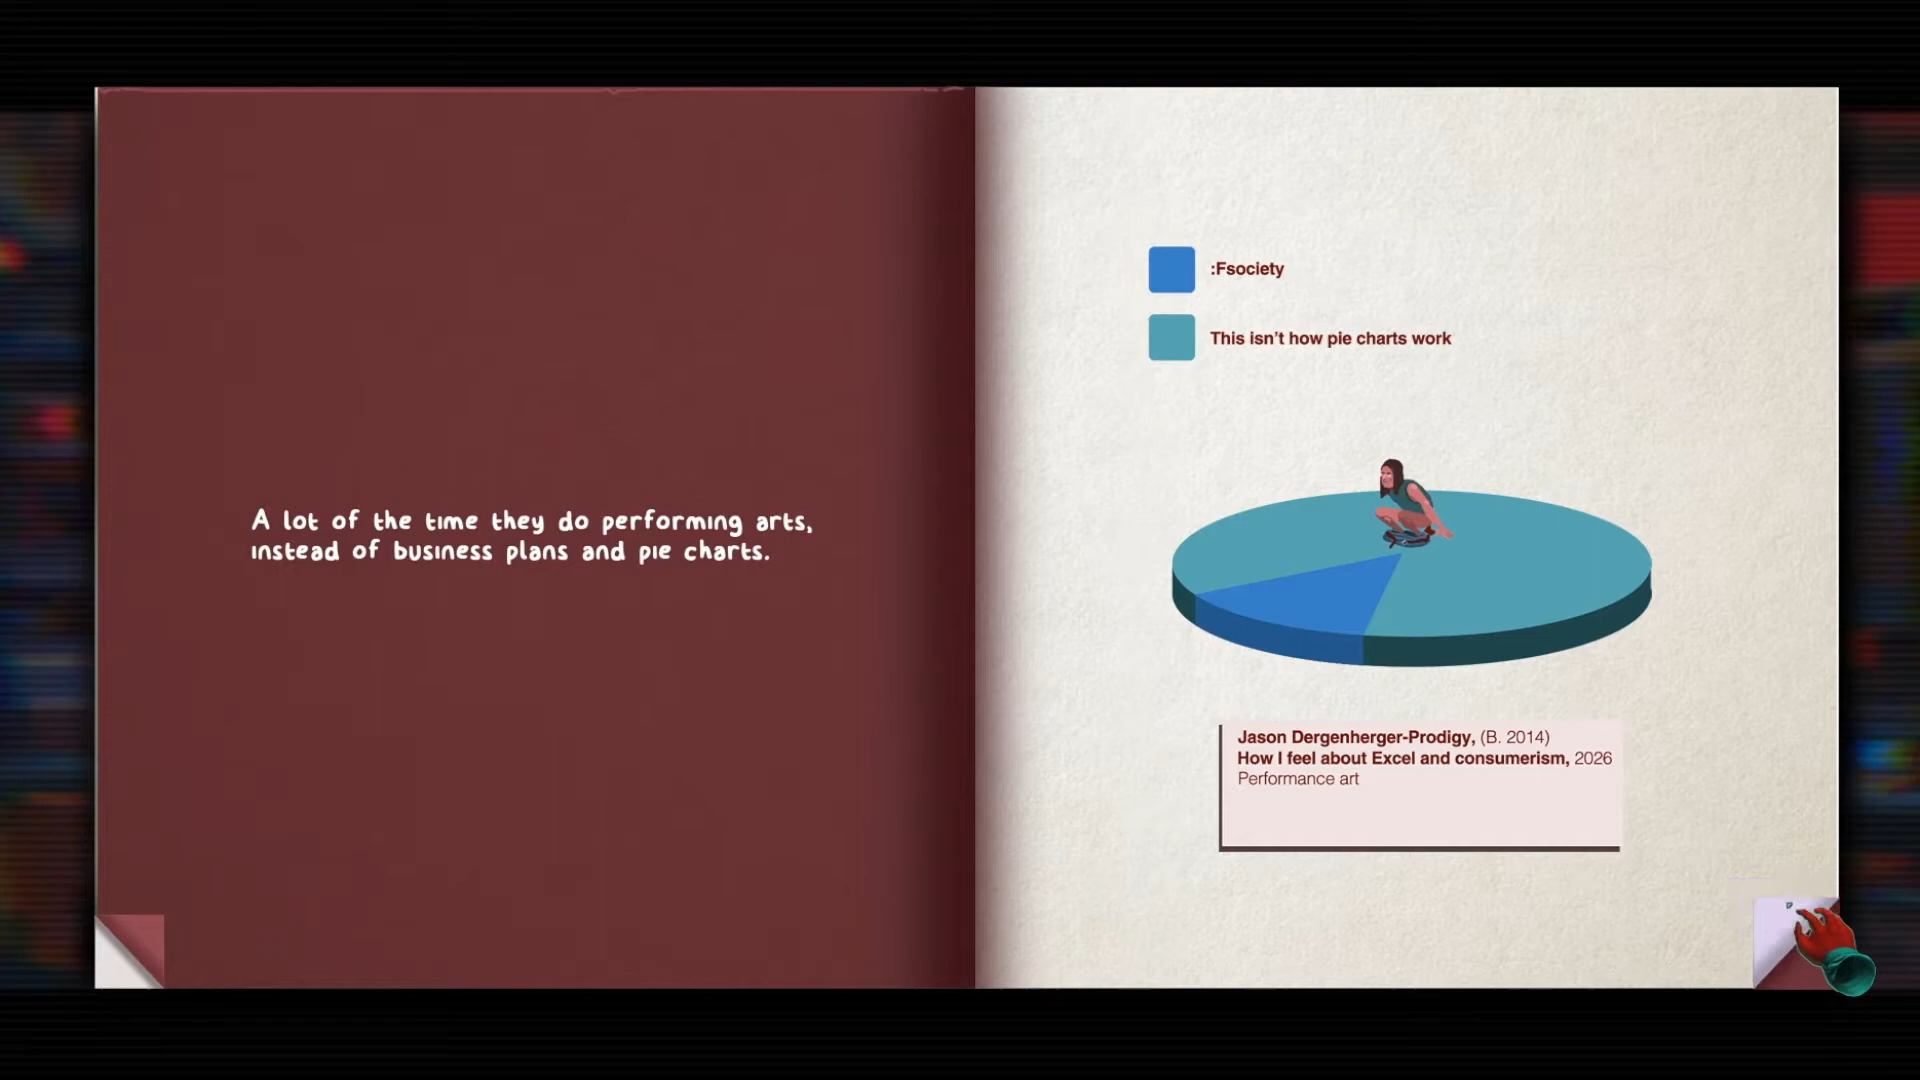 A lot of the time they do performing arts,
instead of business plans and pie charts.
:Fsociety
This isn't how pie charts work
Jason Dergenherger-Prodigy, (B. 2014)
How I feel about Excel and consumerism, 2026
Performance art